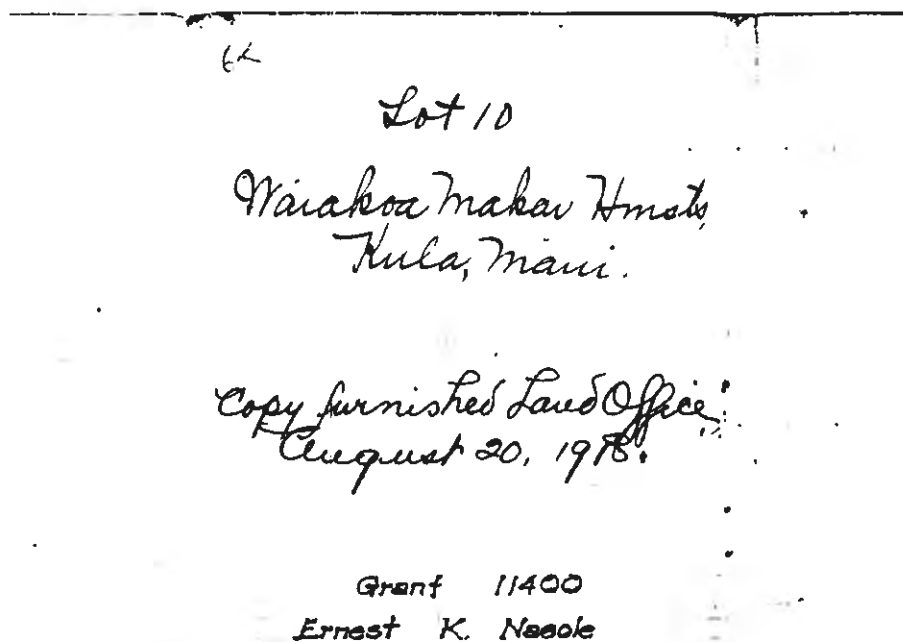 Lot 10
Waiakoa Makai Hmsts,
Kula, Maui.
Copy furnished Land Office
August 20, 1918.
Grant 11400
Ernest K. Naeole